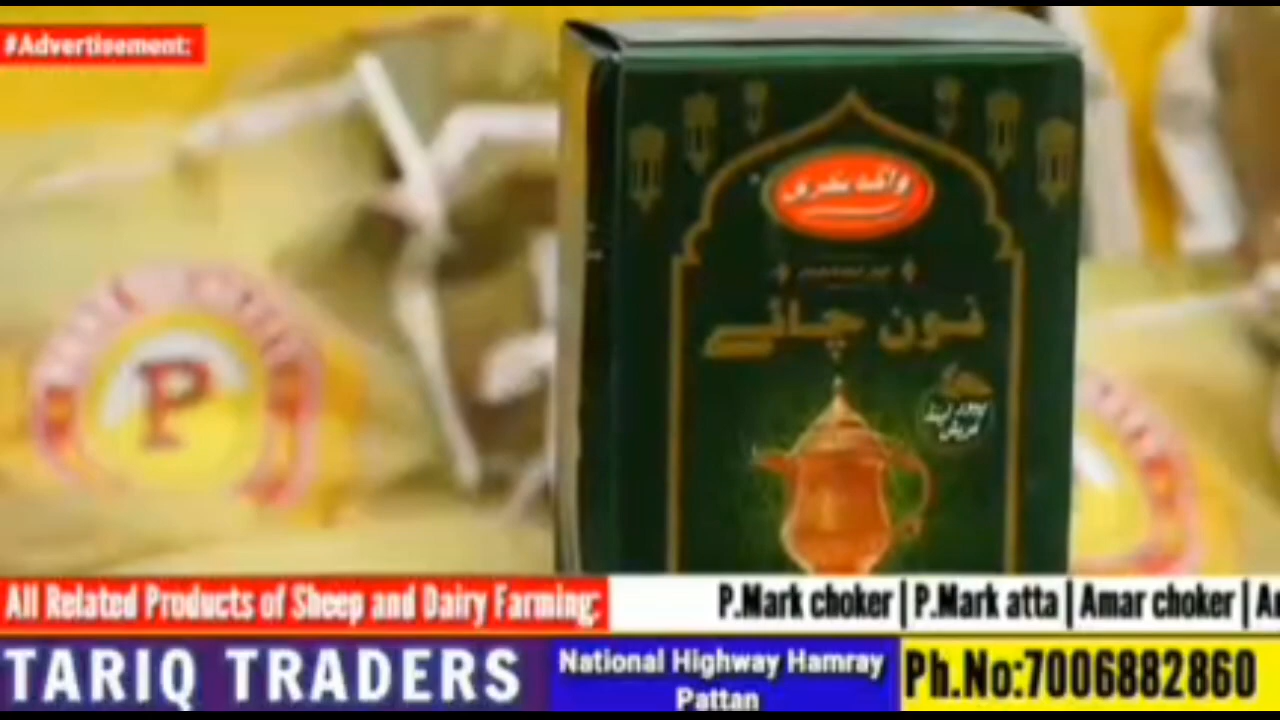 #Advertisement:
نون چائے
P
All Related Products of Sheep and Dairy Farming;
P.Mark choker | P.Mark atta | Amar choker |
TARIQ TRADERS
National Highway Hamray
Pattan
Ph.No:7006882860